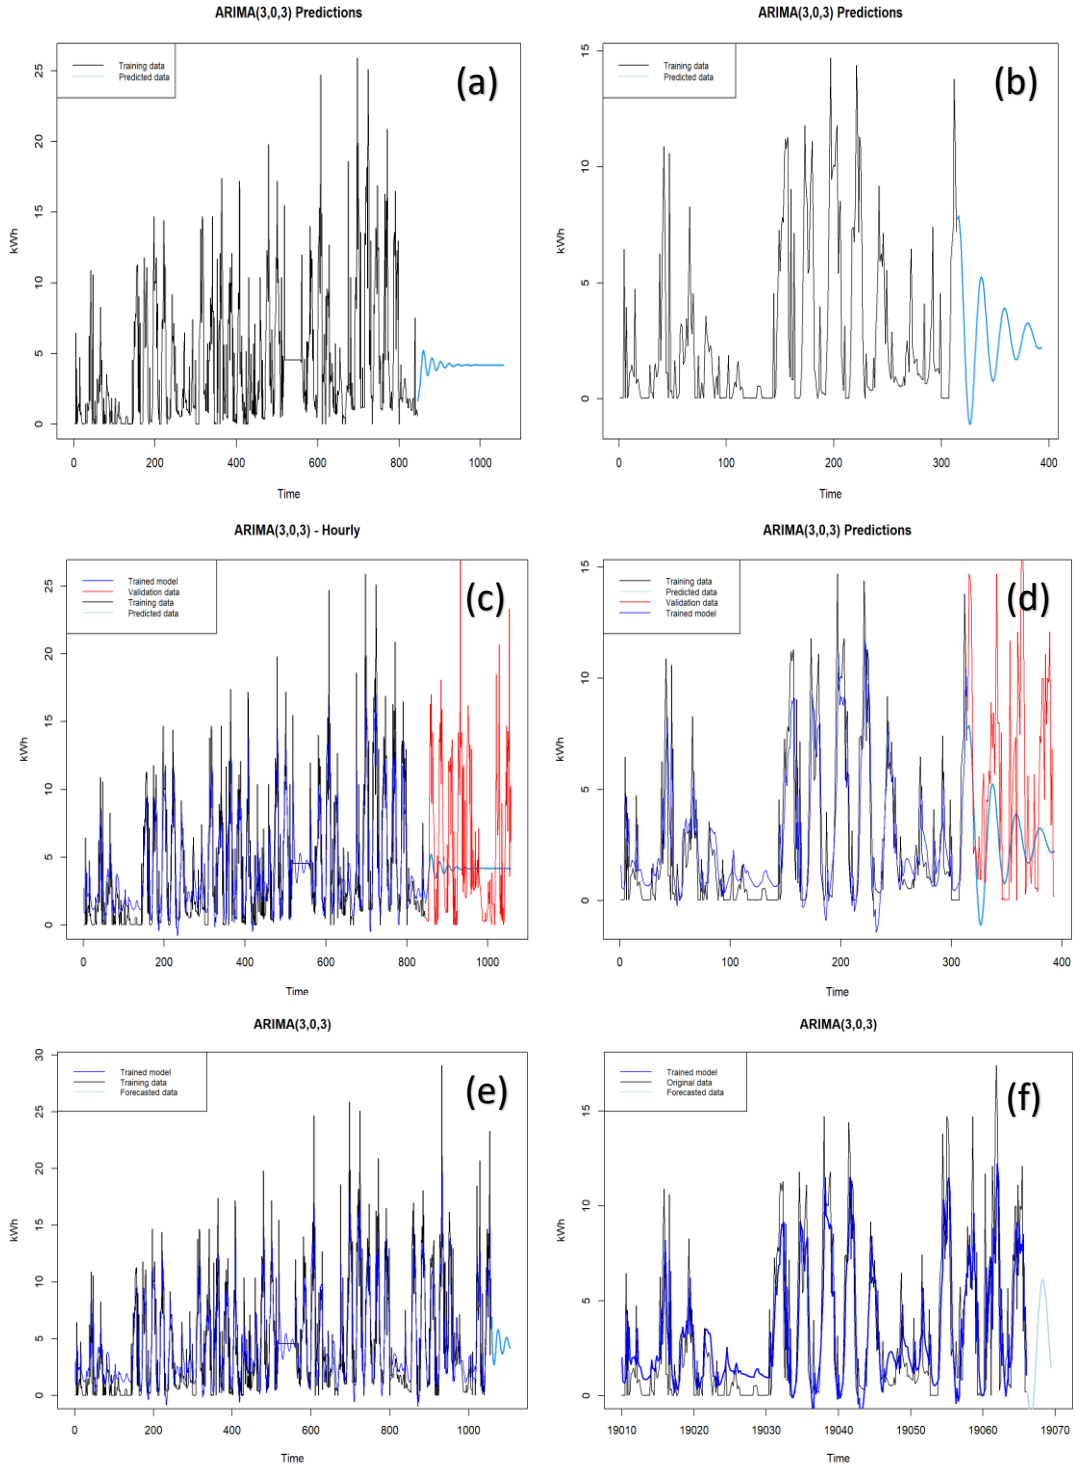 ARIMA(3,0,3) Predictions
Training data
Predicted data
(a)
kWh
25
20
15
10
5
0
0 200 400 600 800 1000
Time
ARIMA(3,0,3) Predictions
Training data
Predicted data
(b)
kWh
15
10
5
0
0 100 200 300 400
Time
ARIMA(3,0,3) - Hourly
Trained model
Validation data
Training data
Predicted data
(c)
kWh
25
20
15
10
5
0
0 200 400 600 800 1000
Time
ARIMA(3,0,3) Predictions
Training data
Predicted data
Validation data
Trained model
(d)
kWh
15
10
5
0
0 100 200 300 400
Time
ARIMA(3,0,3)
Trained model
Training data
Forecasted data
(e)
kWh
30
25
20
15
10
5
0
0 200 400 600 800 1000
Time
ARIMA(3,0,3)
Trained model
Original data
Forecasted data
(f)
kWh
15
10
5
0
19010 19020 19030 19040 19050 19060 19070
Time